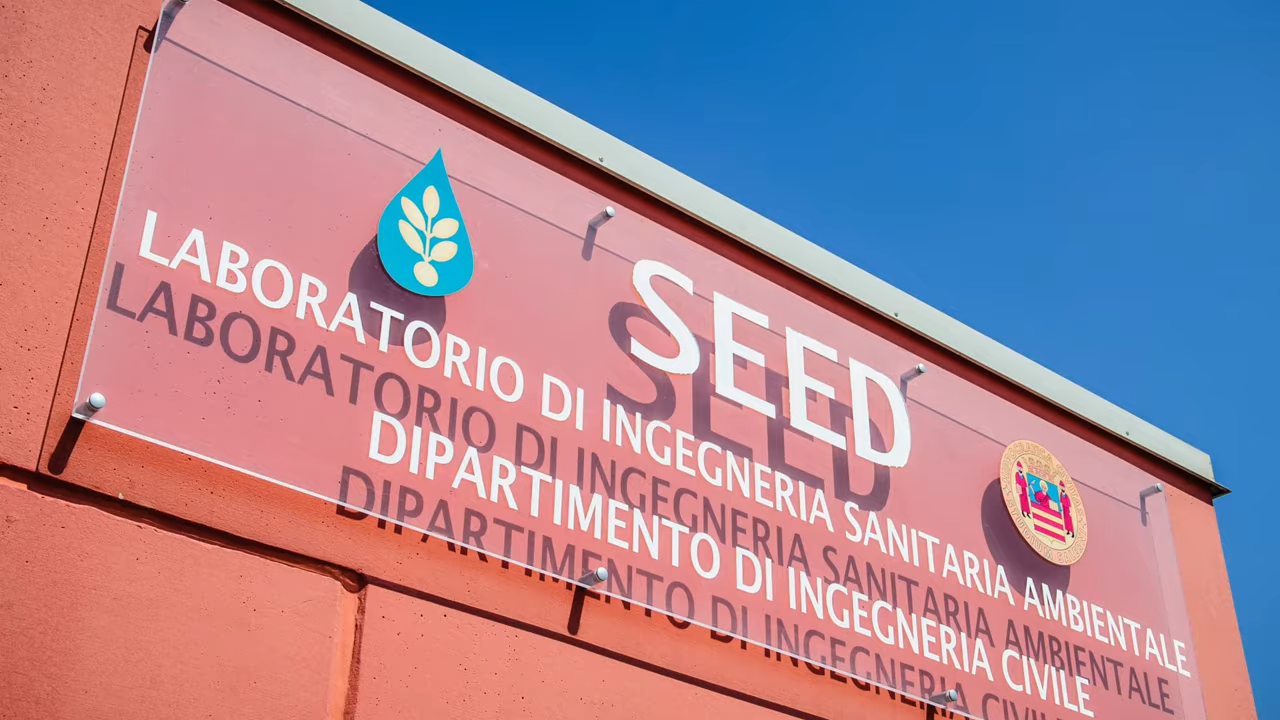 SEED
LABORATORIO DI INGEGNERIA SANITARIA AMBIENTALE
DIPARTIMENTO DI INGEGNERIA CIVILE